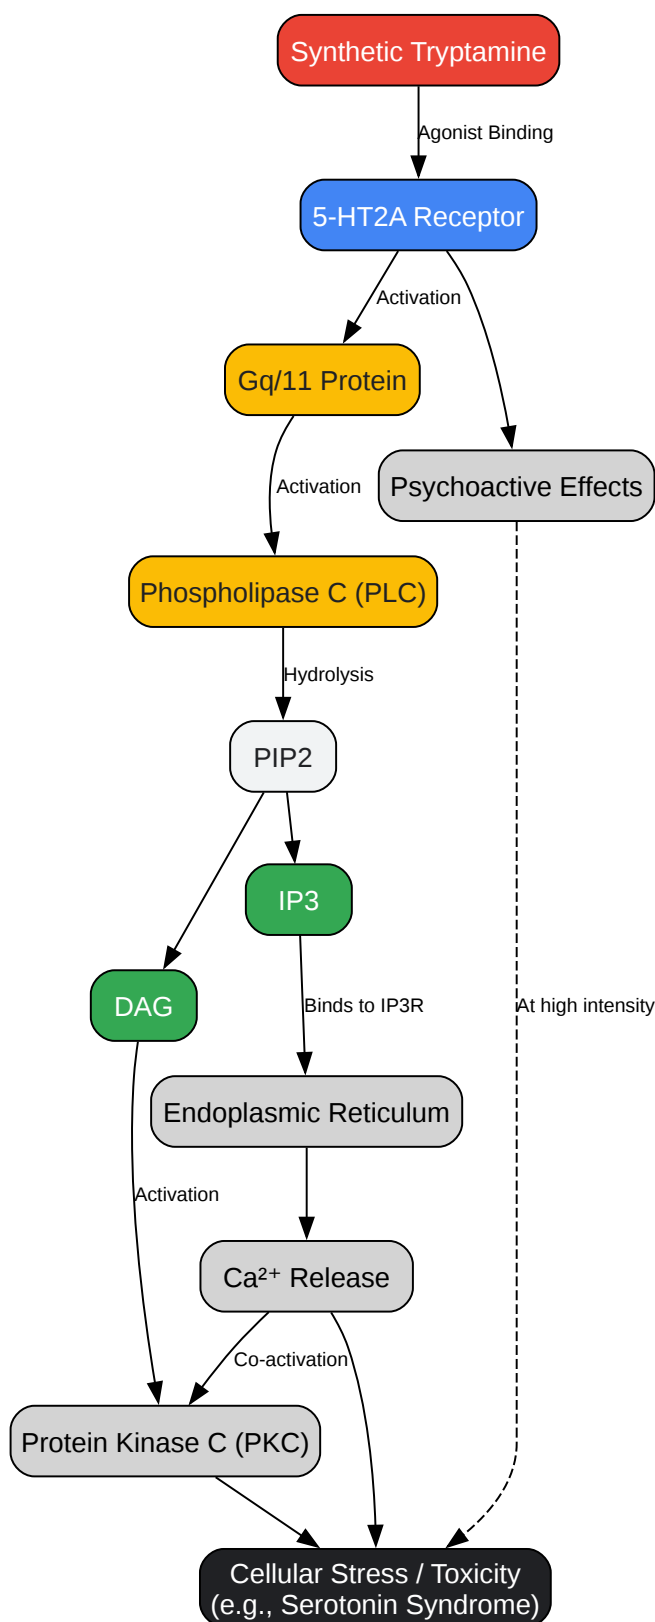 Synthetic Tryptamine
Agonist Binding
5-HT2A Receptor
Activation
Gq/11 Protein
Activation
Psychoactive Effects
Phospholipase C (PLC)
Hydrolysis
PIP2
IP3
DAG
Binds to IP3R
At high intensity
Endoplasmic Reticulum
Activation
Ca²⁺ Release
Co-activation
Protein Kinase C (PKC)
Cellular Stress / Toxicity
(e.g., Serotonin Syndrome)